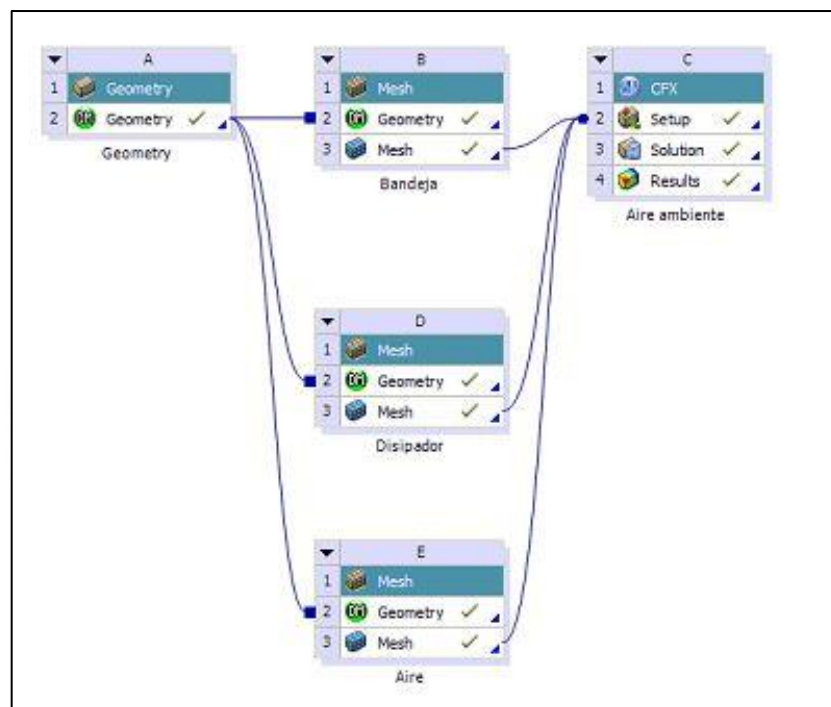 A
1 Geometry
2 Geometry
Geometry
B
1 Mesh
2 Geometry
3 Mesh
Bandeja
C
1 CFX
2 Setup
3 Solution
4 Results
Aire ambiente
D
1 Mesh
2 Geometry
3 Mesh
Disipador
E
1 Mesh
2 Geometry
3 Mesh
Aire